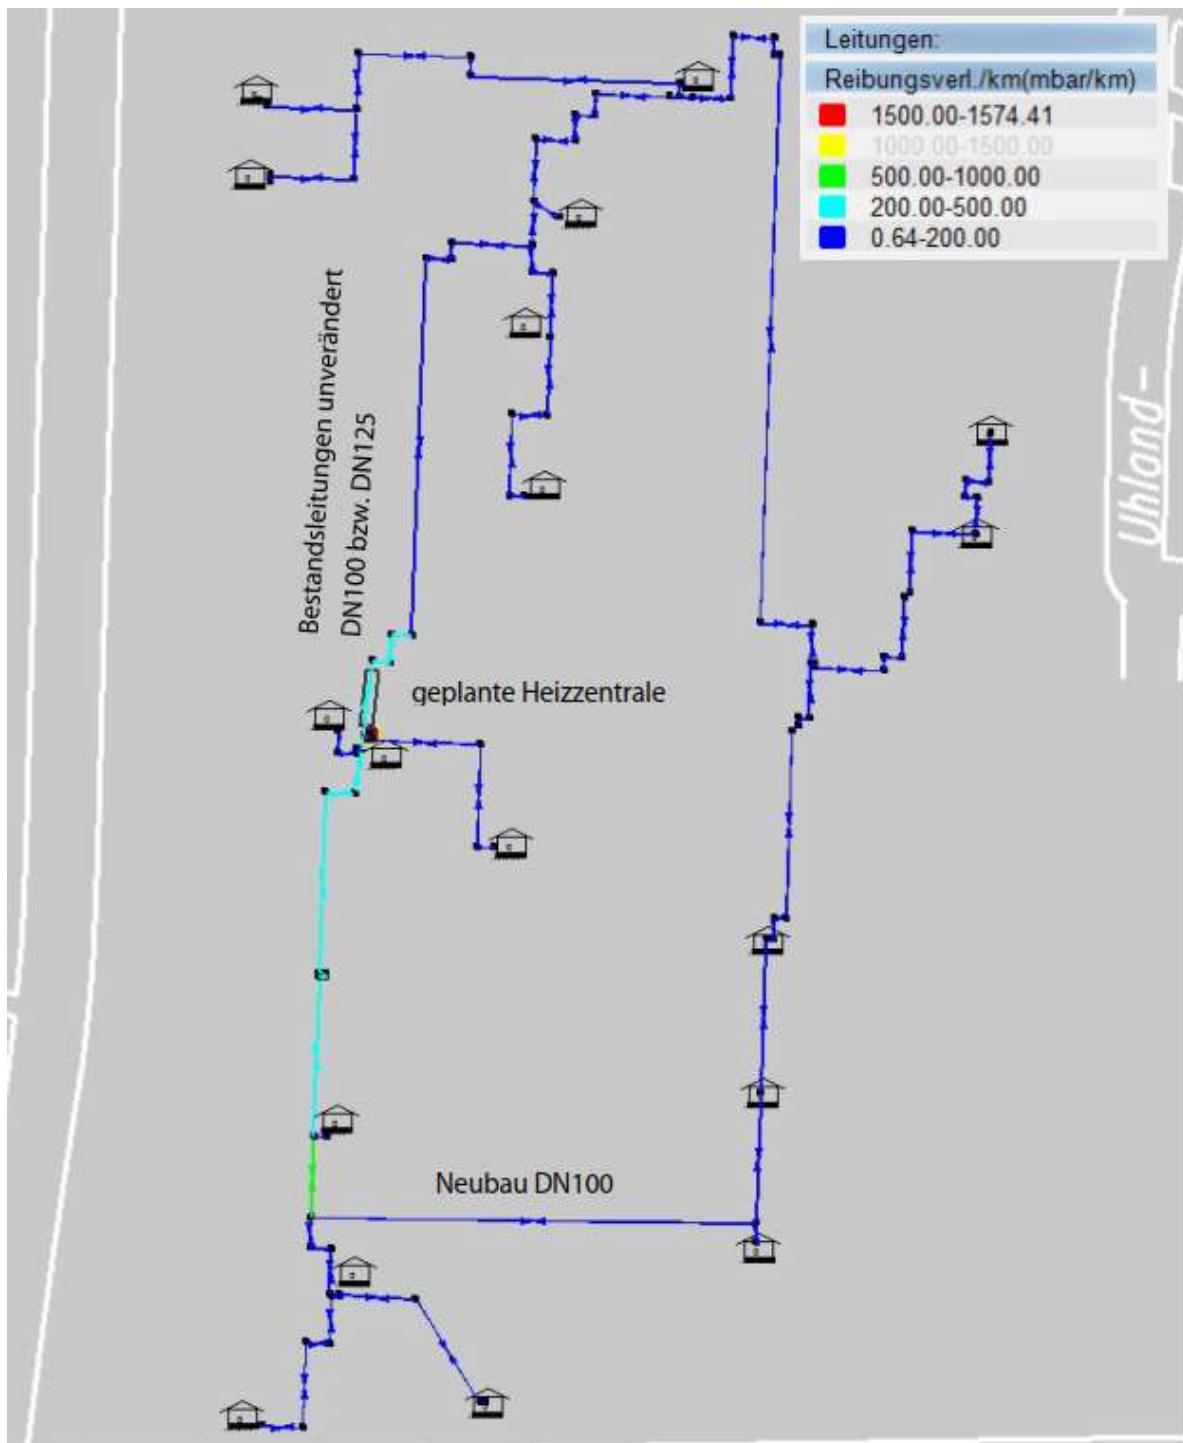 Leitungen:
Reibungsverl./km(mbar/km)
1500.00-1574.41
1000.00-1500.00
500.00-1000.00
200.00-500.00
0.64-200.00
Bestandsleitungen unverändert
DN100 bzw. DN125
Uhland-
geplante Heizzentrale
Neubau DN100